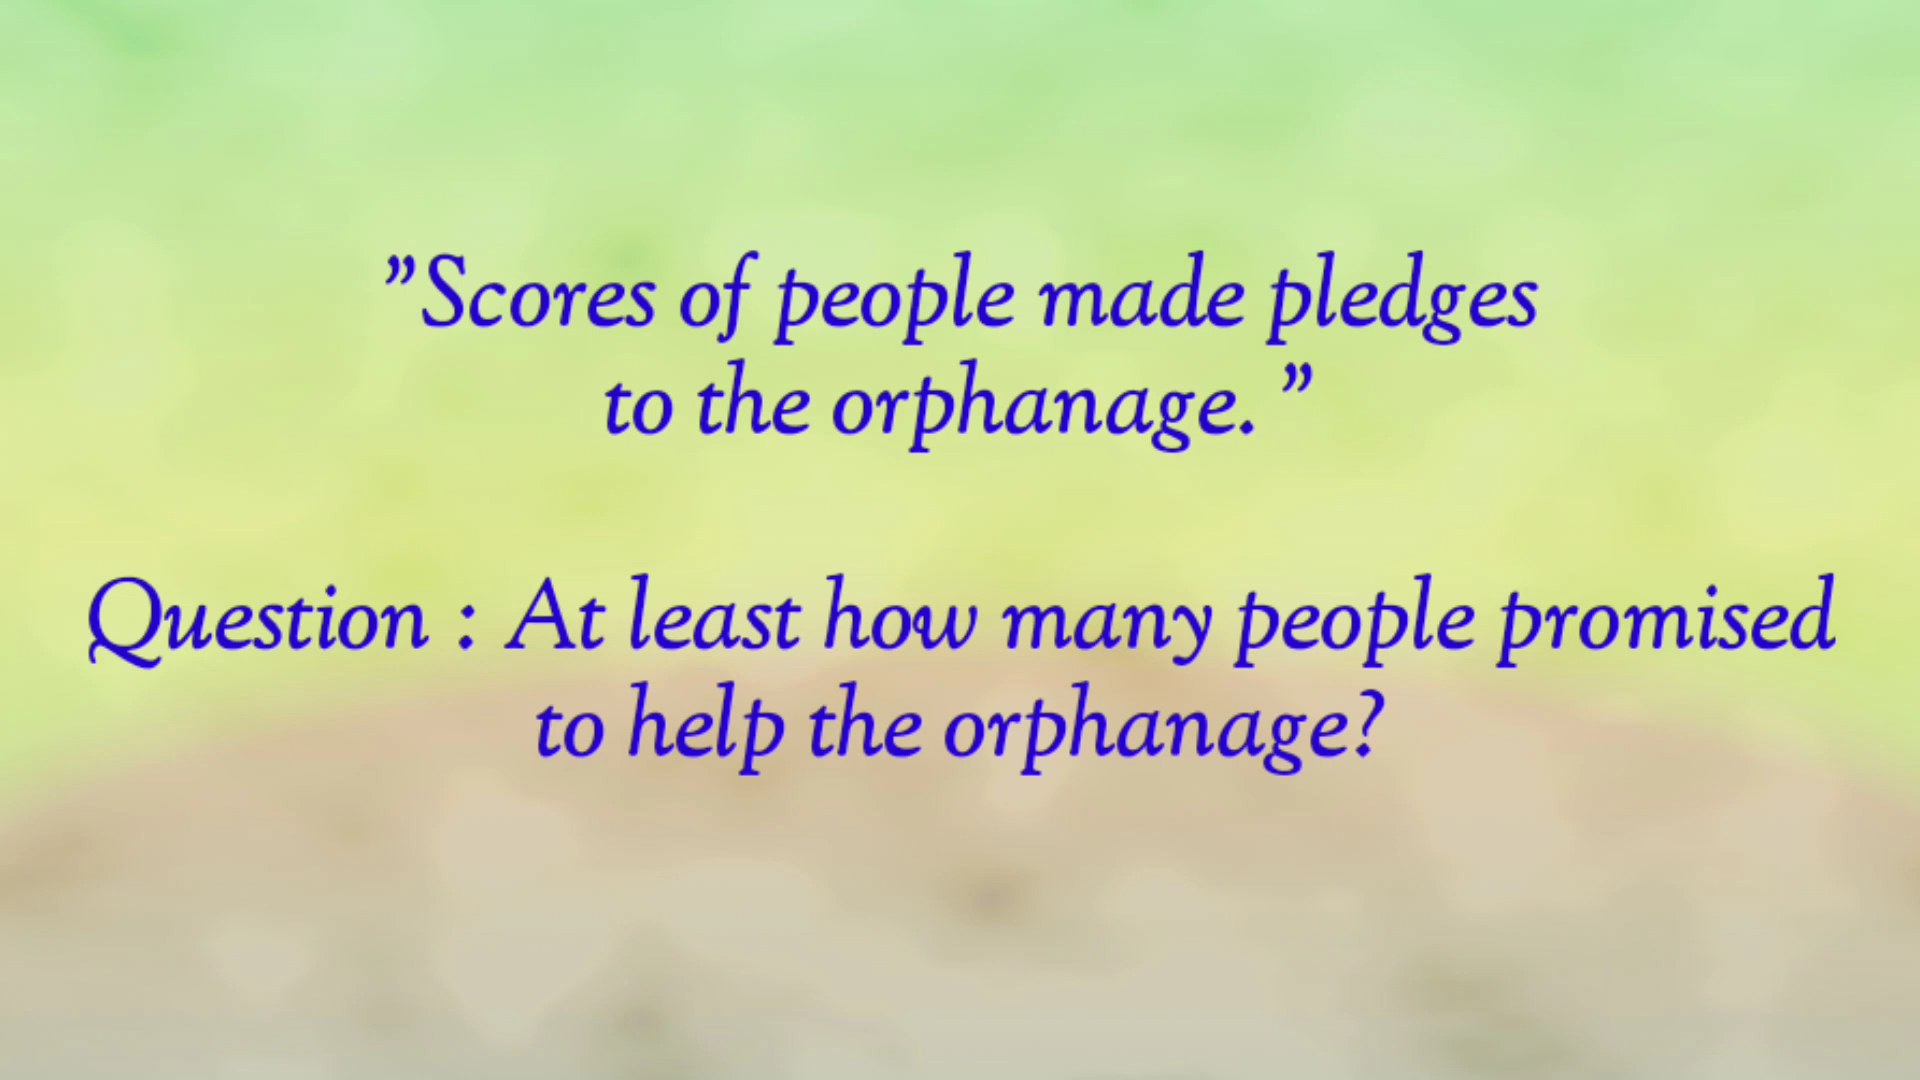 ”Scores of people made pledges
to the orphanage. ”
Question : At least how many people promised
to help the orphanage?